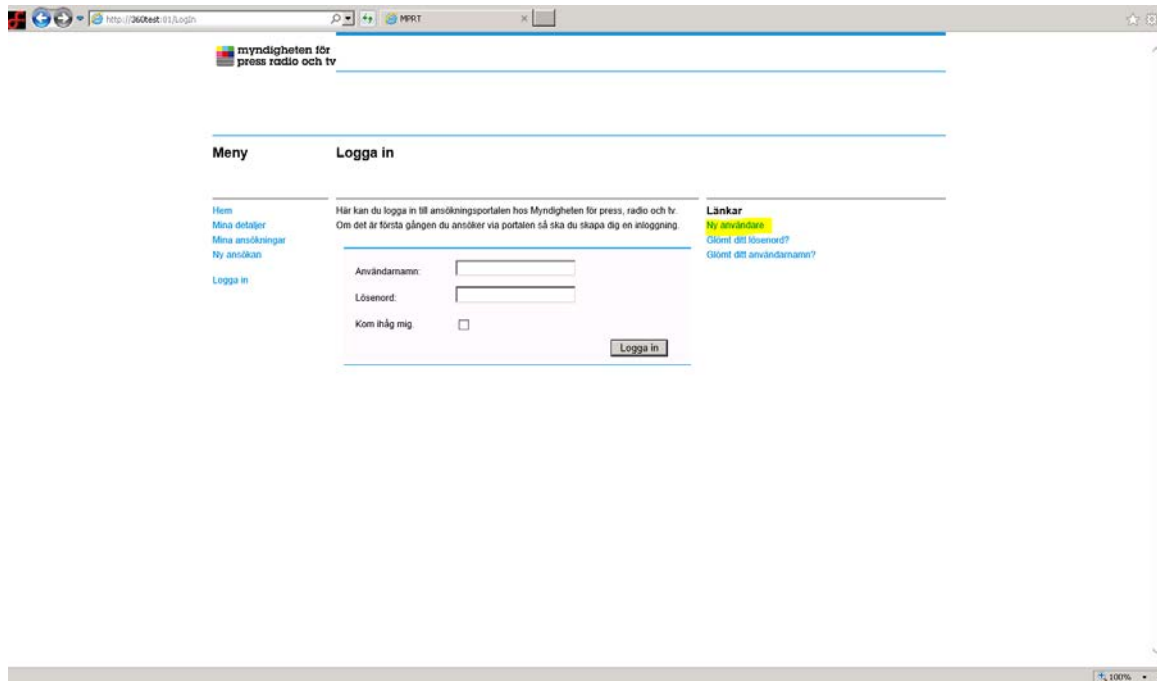 http://360test:81/LogIn
MPRT
myndigheten för
press radio och tv
Meny
Logga in
Hem
Mina detaljer
Mina ansökningar
Ny ansökan
Logga in
Här kan du logga in till ansökningsportalen hos Myndigheten för press, radio och tv.
Om det är första gången du ansöker via portalen så ska du skapa dig en inloggning.
Användarnamn:
Lösenord:
Kom ihåg mig.
Logga in
Länkar
Ny användare
Glömt ditt lösenord?
Glömt ditt användarnamn?
100%